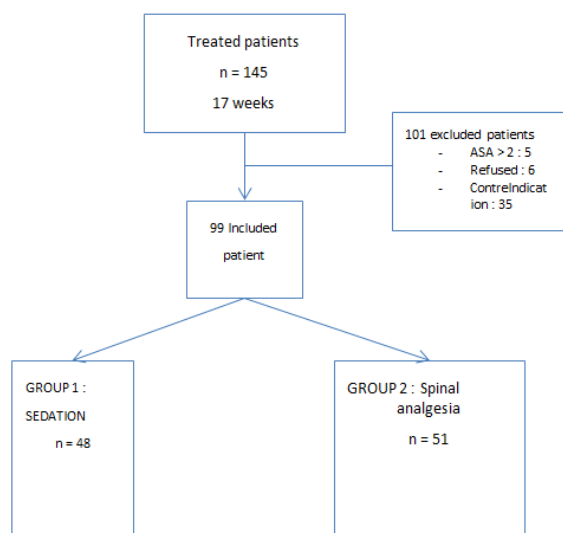 Treated patients
n = 145
17 weeks
101 excluded patients
- ASA > 2 : 5
- Refused : 6
- ContreIndicat
ion : 35
99 Included
patient
GROUP 1 :
SEDATION
n = 48
GROUP 2 : Spinal
analgesia
n = 51